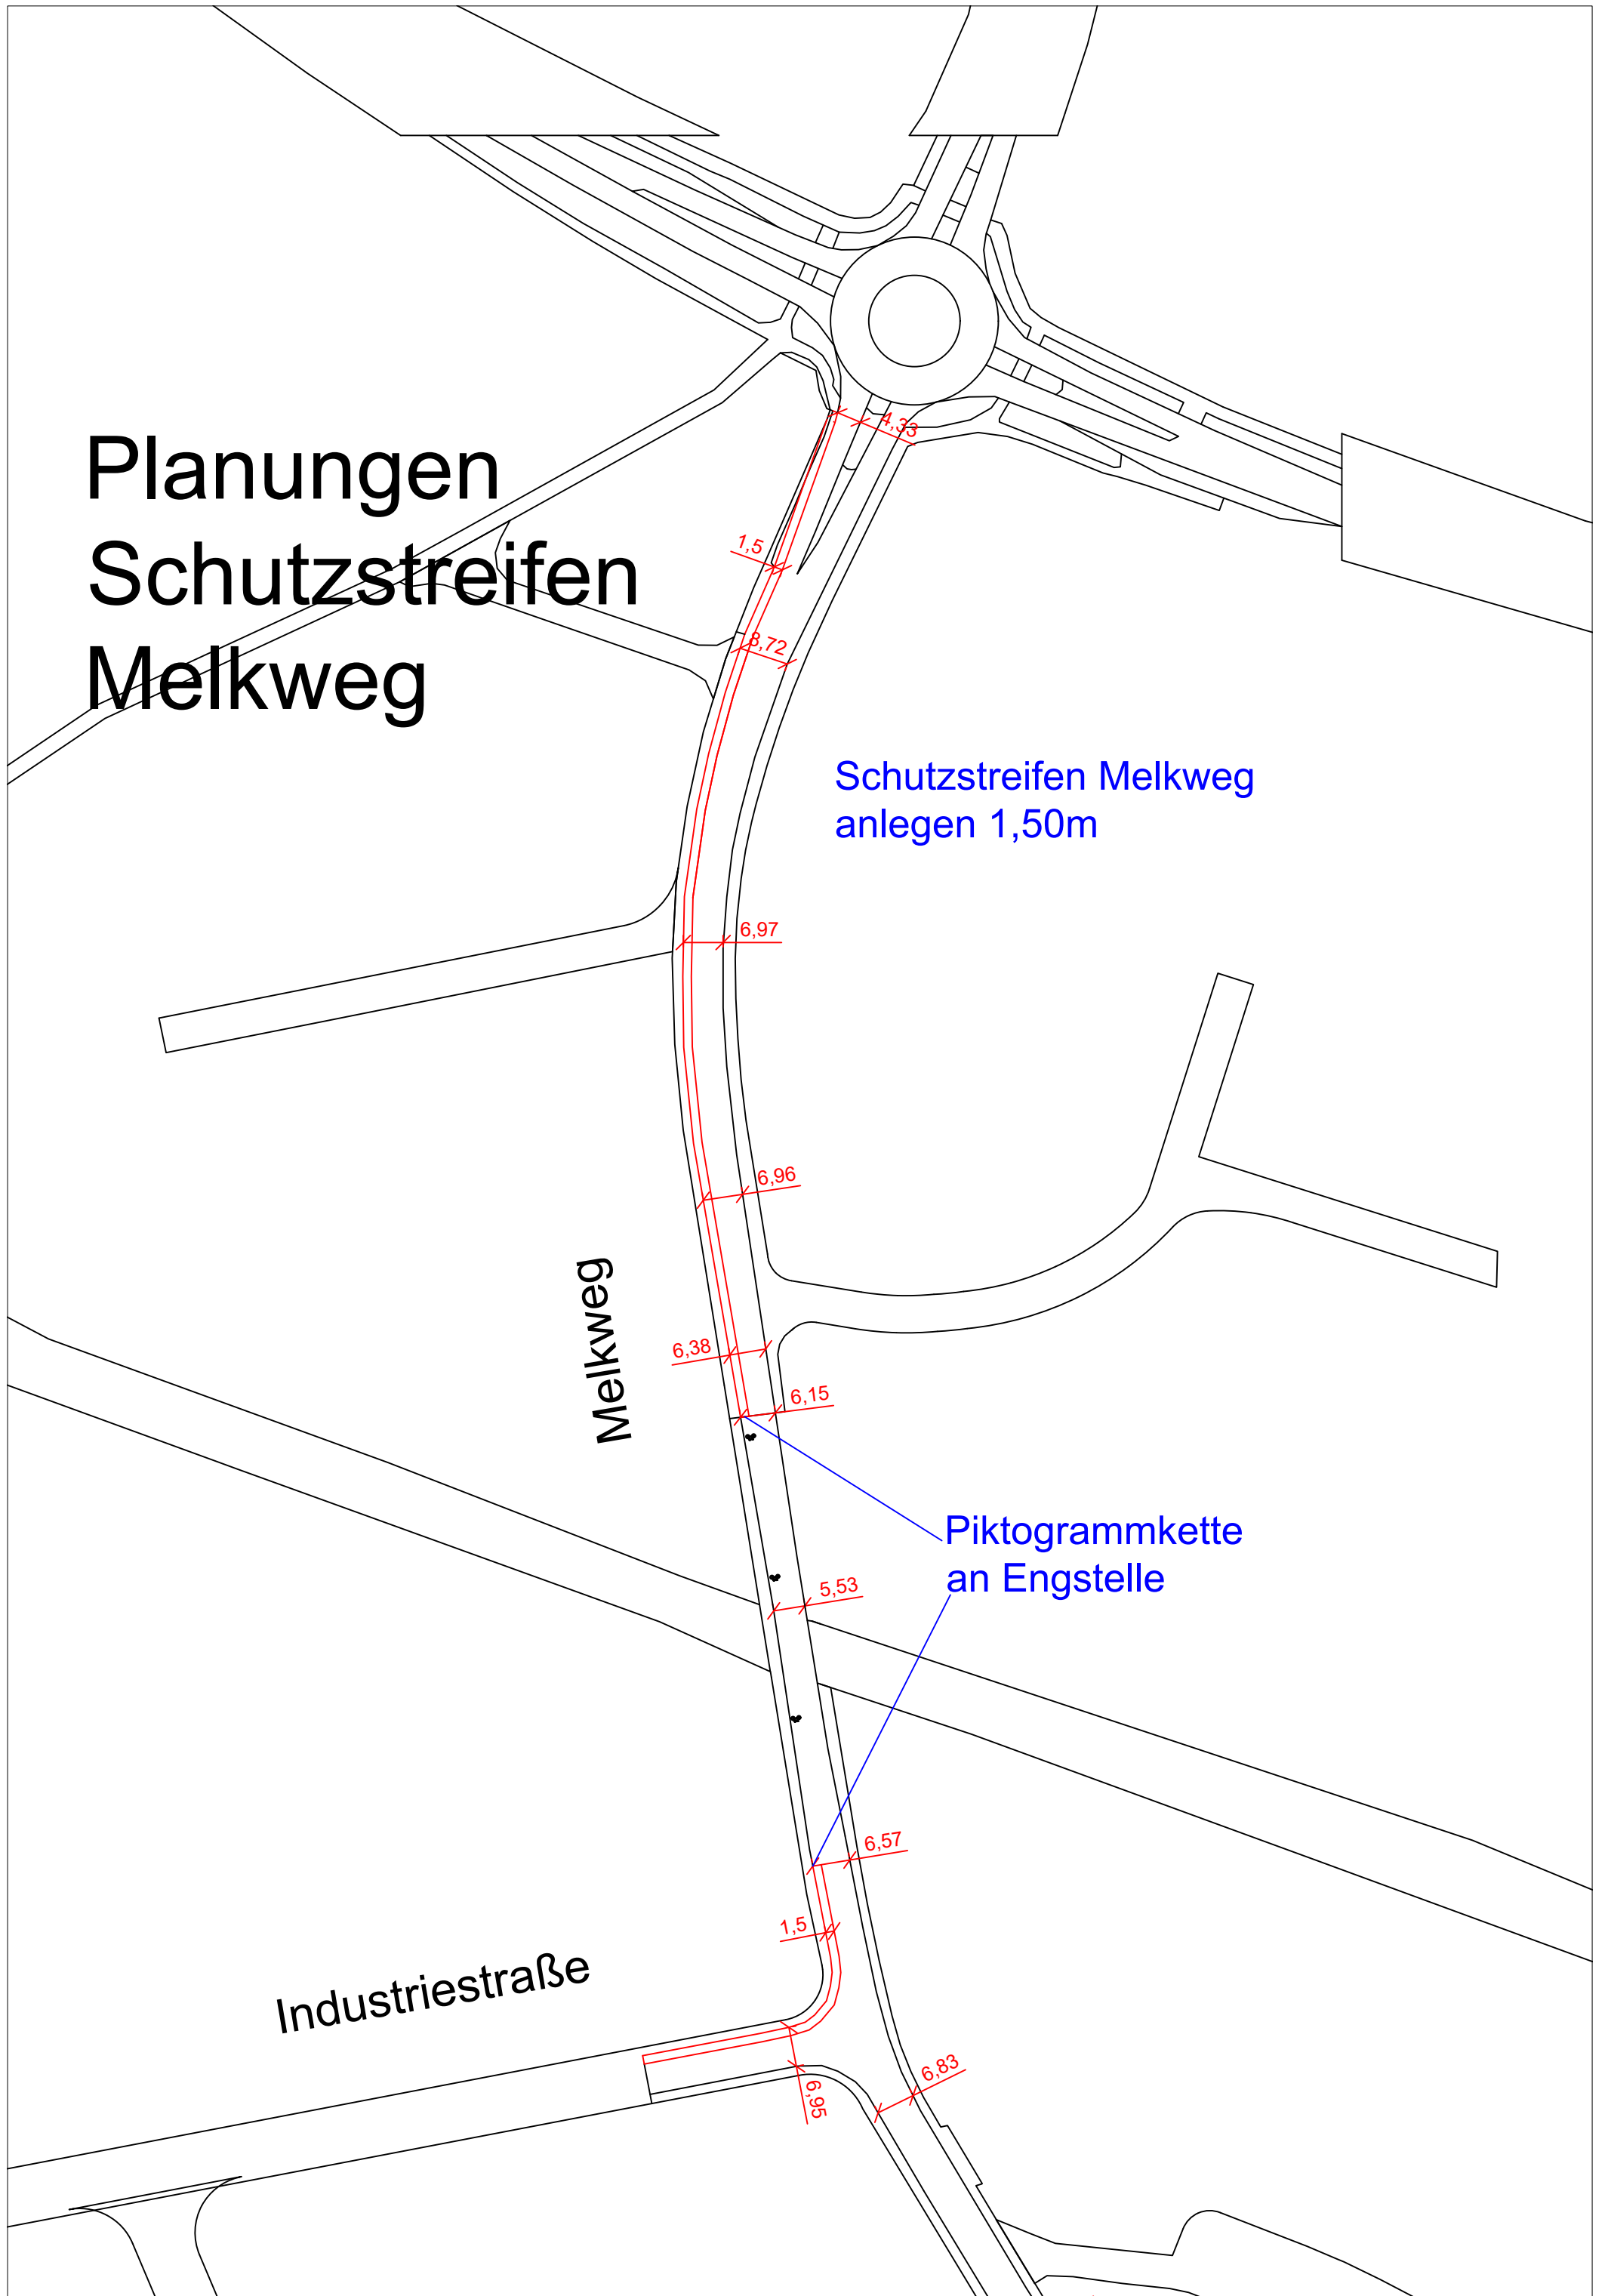 Planungen
Schutzstreifen
Melkweg
4,33
1,5
8,72
Schutzstreifen Melkweg
anlegen 1,50m
6,97
6,96
Melkweg
6,38
6,15
Piktogrammkette
an Engstelle
5,53
6,57
1,5
Industriestraße
6,83
6,95